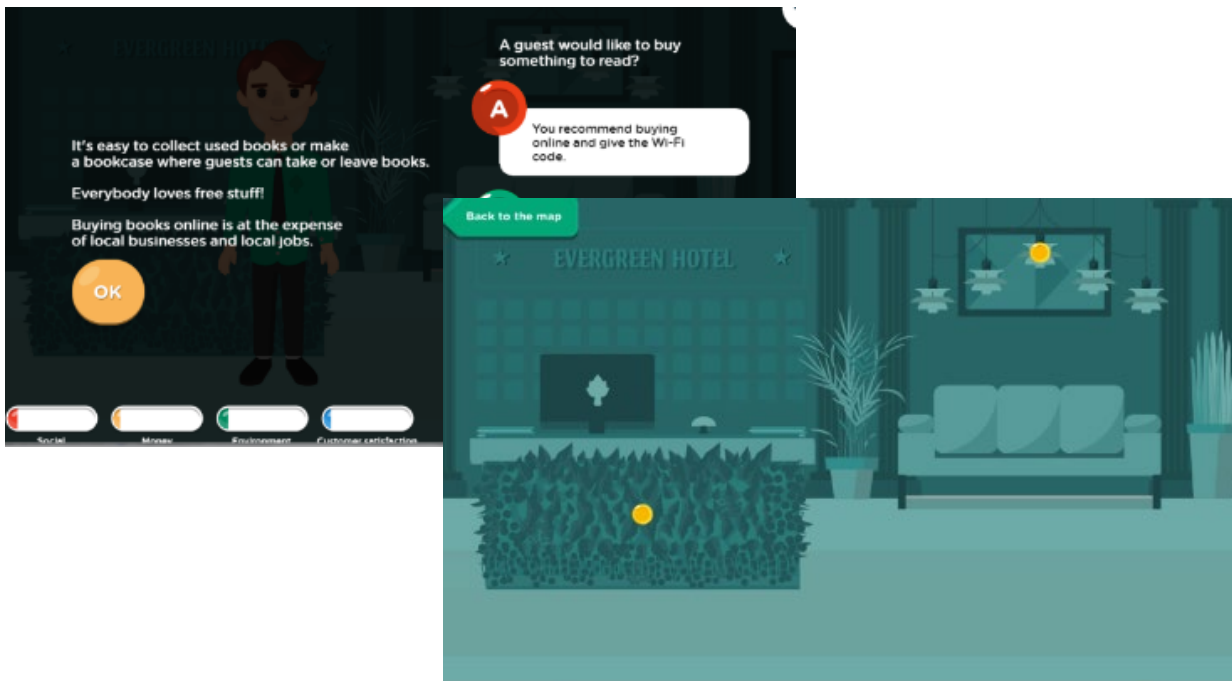 EVERGREEN HOTEL
A guest would like to buy
something to read?
A
You recommend buying
online and give the Wi-Fi
code.
It's easy to collect used books or make
a bookcase where guests can take or leave books.
Everybody loves free stuff!
Buying books online is at the expense
of local businesses and local jobs.
OK
Social
Money
Environment
Customer satisfaction
Back to the map
EVERGREEN HOTEL